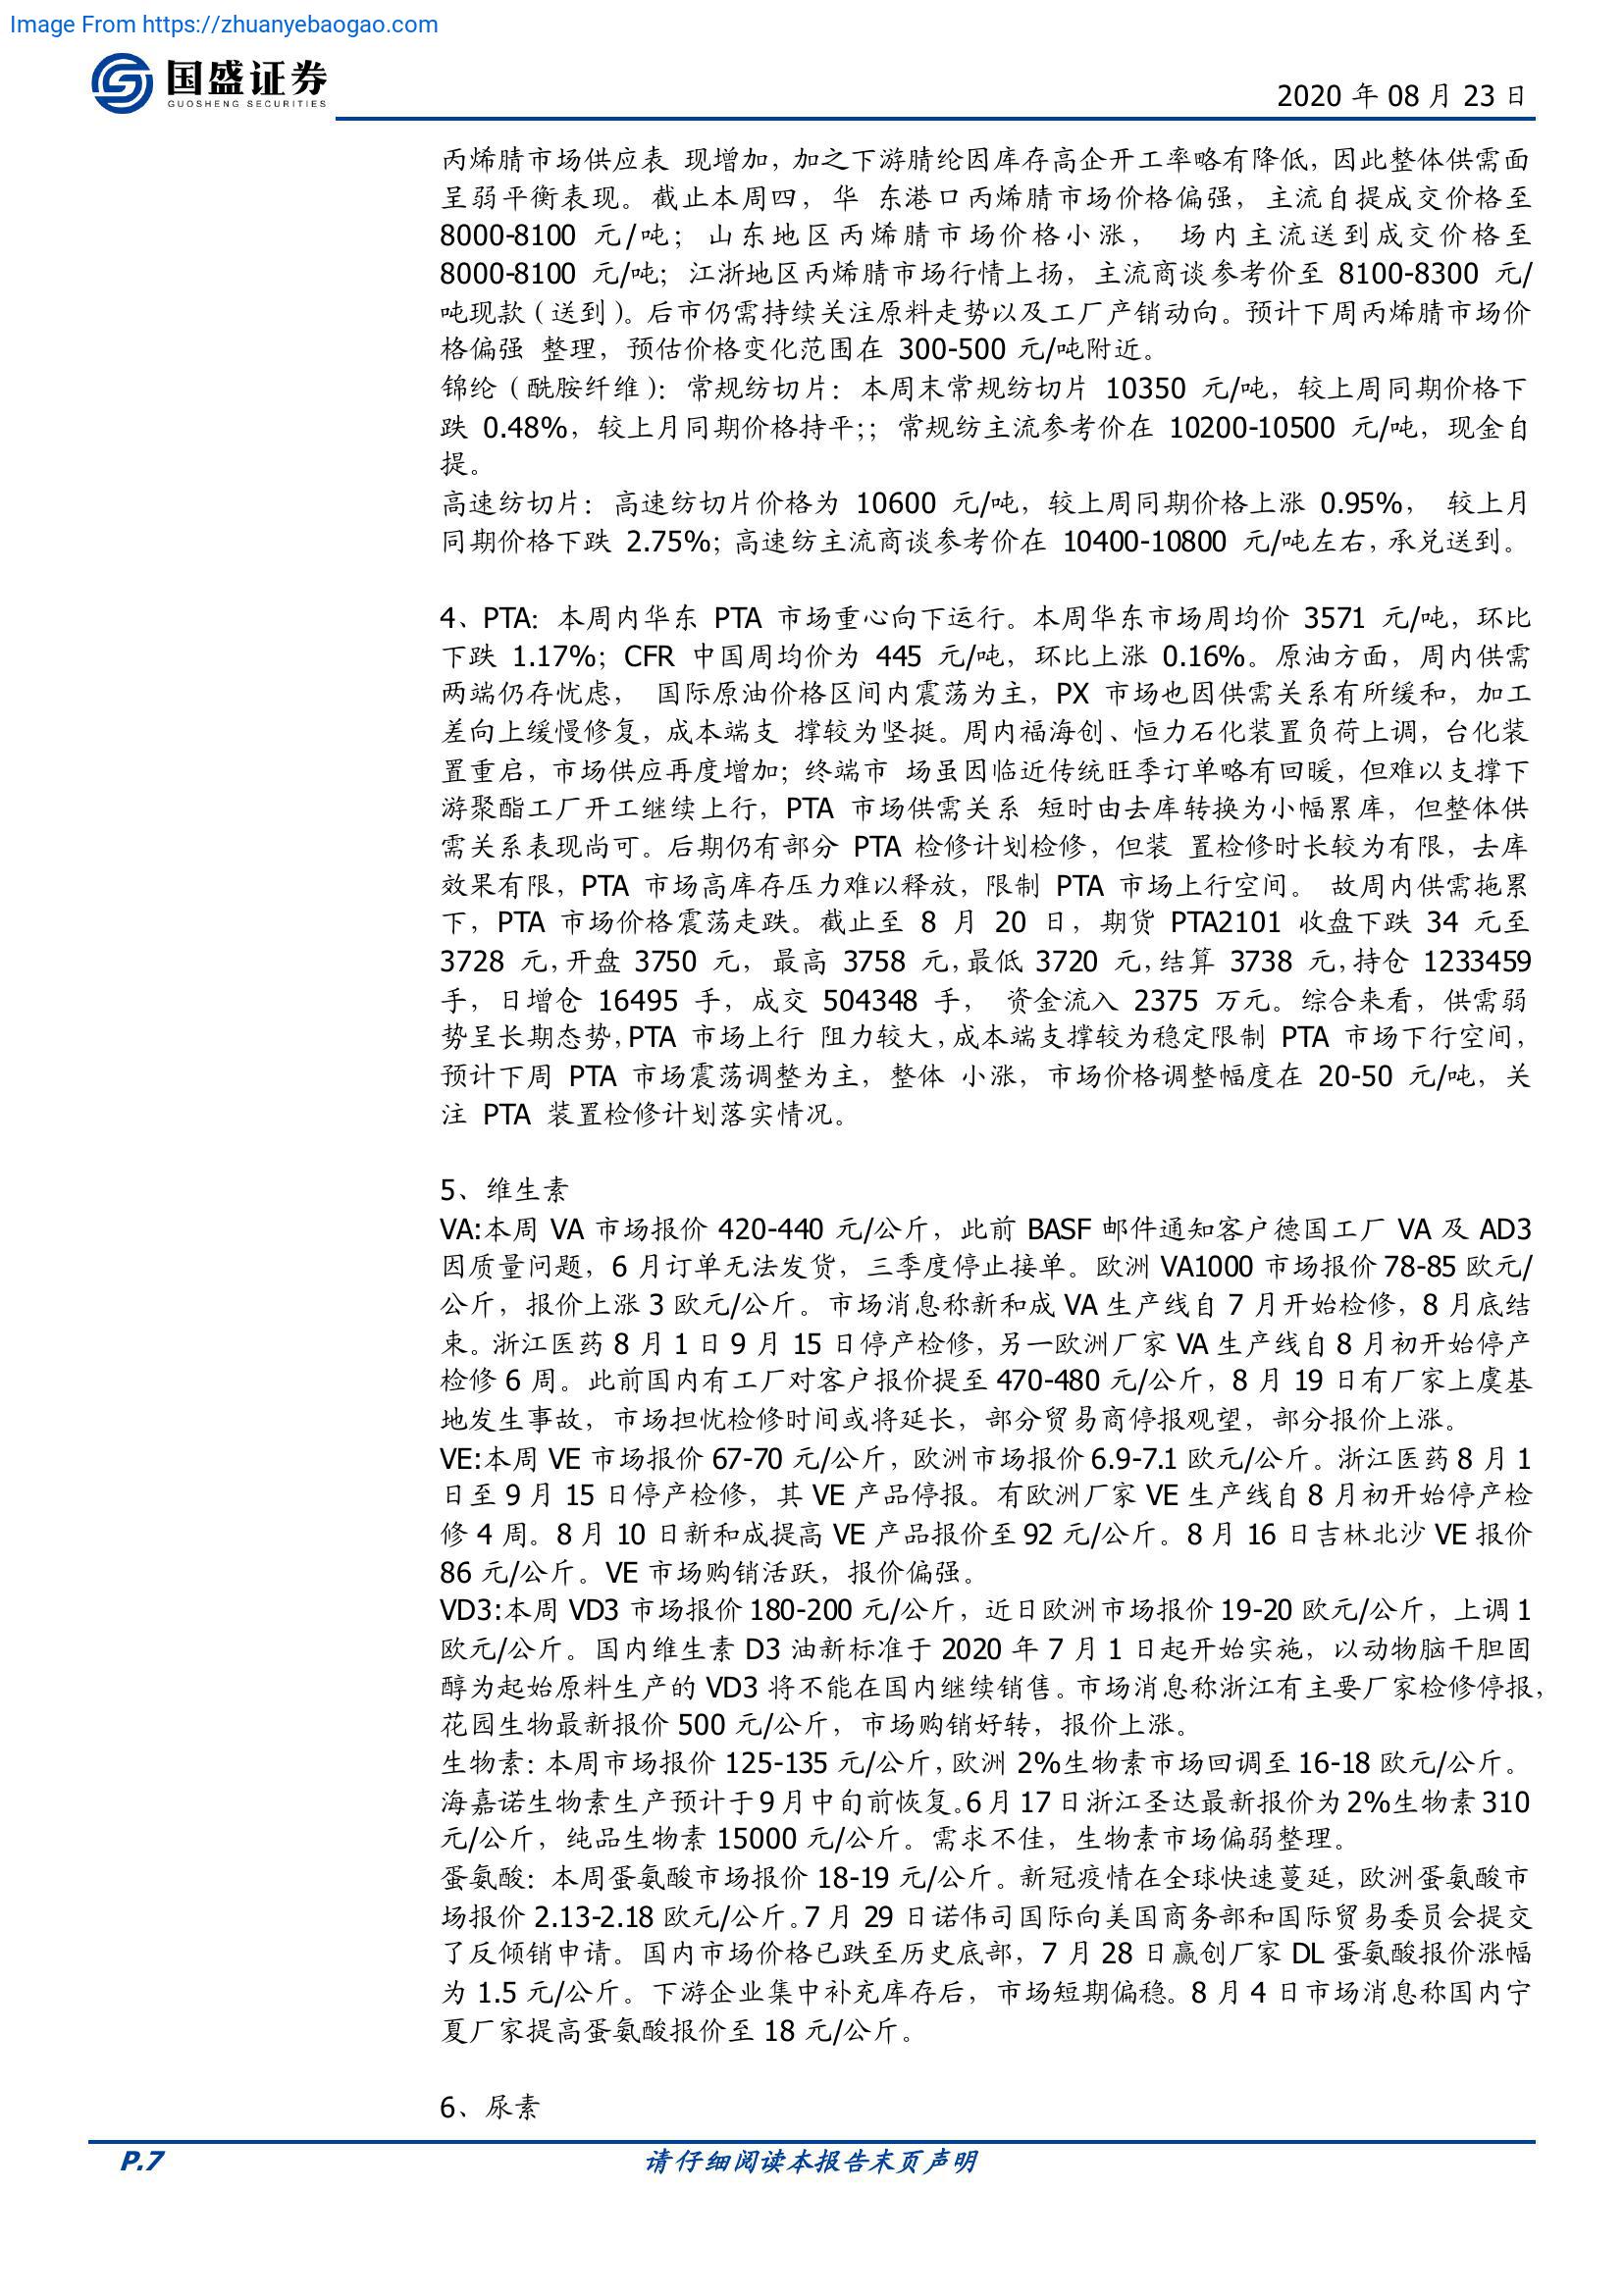 Image From https://zhuanyebaogao.com
国盛证券
GUOSHENG SECURITIES
2020 年 08 月 23 日
丙烯腈市场供应表 现增加，加之下游腈纶因库存高企开工率略有降低，因此整体供需面
呈弱平衡表现。截止本周四，华 东港口丙烯腈市场价格偏强，主流自提成交价格至
8000-8100 元/吨；山东地区丙烯腈市场价格小涨， 场内主流送到成交价格至
8000-8100 元/吨；江浙地区丙烯腈市场行情上扬，主流商谈参考价至 8100-8300 元/
吨现款（送到）。后市仍需持续关注原料走势以及工厂产销动向。预计下周丙烯腈市场价
格偏强 整理，预估价格变化范围在 300-500 元/吨附近。
锦纶（酰胺纤维）：常规纺切片：本周末常规纺切片 10350 元/吨，较上周同期价格下
跌 0.48%，较上月同期价格持平；；常规纺主流参考价在 10200-10500 元/吨，现金自
提。
高速纺切片：高速纺切片价格为 10600 元/吨，较上周同期价格上涨 0.95%， 较上月
同期价格下跌 2.75%；高速纺主流商谈参考价在 10400-10800 元/吨左右，承兑送到。
4、PTA：本周内华东 PTA 市场重心向下运行。本周华东市场周均价 3571 元/吨，环比
下跌 1.17%；CFR 中国周均价为 445 元/吨，环比上涨 0.16%。原油方面，周内供需
两端仍存忧虑， 国际原油价格区间内震荡为主，PX 市场也因供需关系有所缓和，加工
差向上缓慢修复，成本端支 撑较为坚挺。周内福海创、恒力石化装置负荷上调，台化装
置重启，市场供应再度增加；终端市 场虽因临近传统旺季订单略有回暖，但难以支撑下
游聚酯工厂开工继续上行，PTA 市场供需关系 短时由去库转换为小幅累库，但整体供
需关系表现尚可。后期仍有部分 PTA 检修计划检修，但装 置检修时长较为有限，去库
效果有限，PTA 市场高库存压力难以释放，限制 PTA 市场上行空间。 故周内供需拖累
下，PTA 市场价格震荡走跌。截止至 8 月 20 日，期货 PTA2101 收盘下跌 34 元至
3728 元，开盘 3750 元， 最高 3758 元，最低 3720 元，结算 3738 元，持仓 1233459
手，日增仓 16495 手，成交 504348 手， 资金流入 2375 万元。综合来看，供需弱
势呈长期态势，PTA 市场上行 阻力较大，成本端支撑较为稳定限制 PTA 市场下行空间，
预计下周 PTA 市场震荡调整为主，整体 小涨，市场价格调整幅度在 20-50 元/吨，关
注 PTA 装置检修计划落实情况。
5、维生素
VA:本周 VA 市场报价 420-440 元/公斤，此前 BASF 邮件通知客户德国工厂 VA 及 AD3
因质量问题，6 月订单无法发货，三季度停止接单。欧洲 VA1000 市场报价 78-85 欧元/
公斤，报价上涨 3 欧元/公斤。市场消息称新和成 VA 生产线自 7 月开始检修，8 月底结
束。浙江医药 8 月 1 日 9 月 15 日停产检修，另一欧洲厂家 VA 生产线自 8 月初开始停产
检修 6 周。此前国内有工厂对客户报价提至 470-480 元/公斤，8 月 19 日有厂家上虞基
地发生事故，市场担忧检修时间或将延长，部分贸易商停报观望，部分报价上涨。
VE:本周 VE 市场报价 67-70 元/公斤，欧洲市场报价 6.9-7.1 欧元/公斤。浙江医药 8 月 1
日至 9 月 15 日停产检修，其 VE 产品停报。有欧洲厂家 VE 生产线自 8 月初开始停产检
修 4 周。8 月 10 日新和成提高 VE 产品报价至 92 元/公斤。8 月 16 日吉林北沙 VE 报价
86 元/公斤。VE 市场购销活跃，报价偏强。
VD3:本周 VD3 市场报价 180-200 元/公斤，近日欧洲市场报价 19-20 欧元/公斤，上调 1
欧元/公斤。国内维生素 D3 油新标准于 2020 年 7 月 1 日起开始实施，以动物脑干胆固
醇为起始原料生产的 VD3 将不能在国内继续销售。市场消息称浙江有主要厂家检修停报，
花园生物最新报价 500 元/公斤，市场购销好转，报价上涨。
生物素：本周市场报价 125-135 元/公斤，欧洲 2%生物素市场回调至 16-18 欧元/公斤。
海嘉诺生物素生产预计于 9 月中旬前恢复。6 月 17 日浙江圣达最新报价为 2%生物素 310
元/公斤，纯品生物素 15000 元/公斤。需求不佳，生物素市场偏弱整理。
蛋氨酸：本周蛋氨酸市场报价 18-19 元/公斤。新冠疫情在全球快速蔓延，欧洲蛋氨酸市
场报价 2.13-2.18 欧元/公斤。7 月 29 日诺伟司国际向美国商务部和国际贸易委员会提交
了反倾销申请。国内市场价格已跌至历史底部，7 月 28 日赢创厂家 DL 蛋氨酸报价涨幅
为 1.5 元/公斤。下游企业集中补充库存后，市场短期偏稳。8 月 4 日市场消息称国内宁
夏厂家提高蛋氨酸报价至 18 元/公斤。
6、尿素
P.7
请仔细阅读本报告末页声明